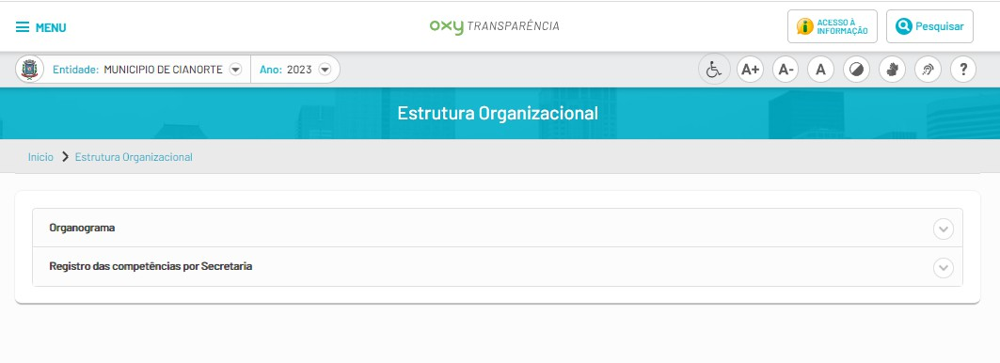 MENU
oxy TRANSPARÊNCIA
ACESSO À
INFORMAÇÃO
Pesquisar
Entidade: MUNICIPIO DE CIANORTE
Ano: 2023
A+
A-
A
?
Estrutura Organizacional
Início
Estrutura Organizacional
Organograma
Registro das competências por Secretaria